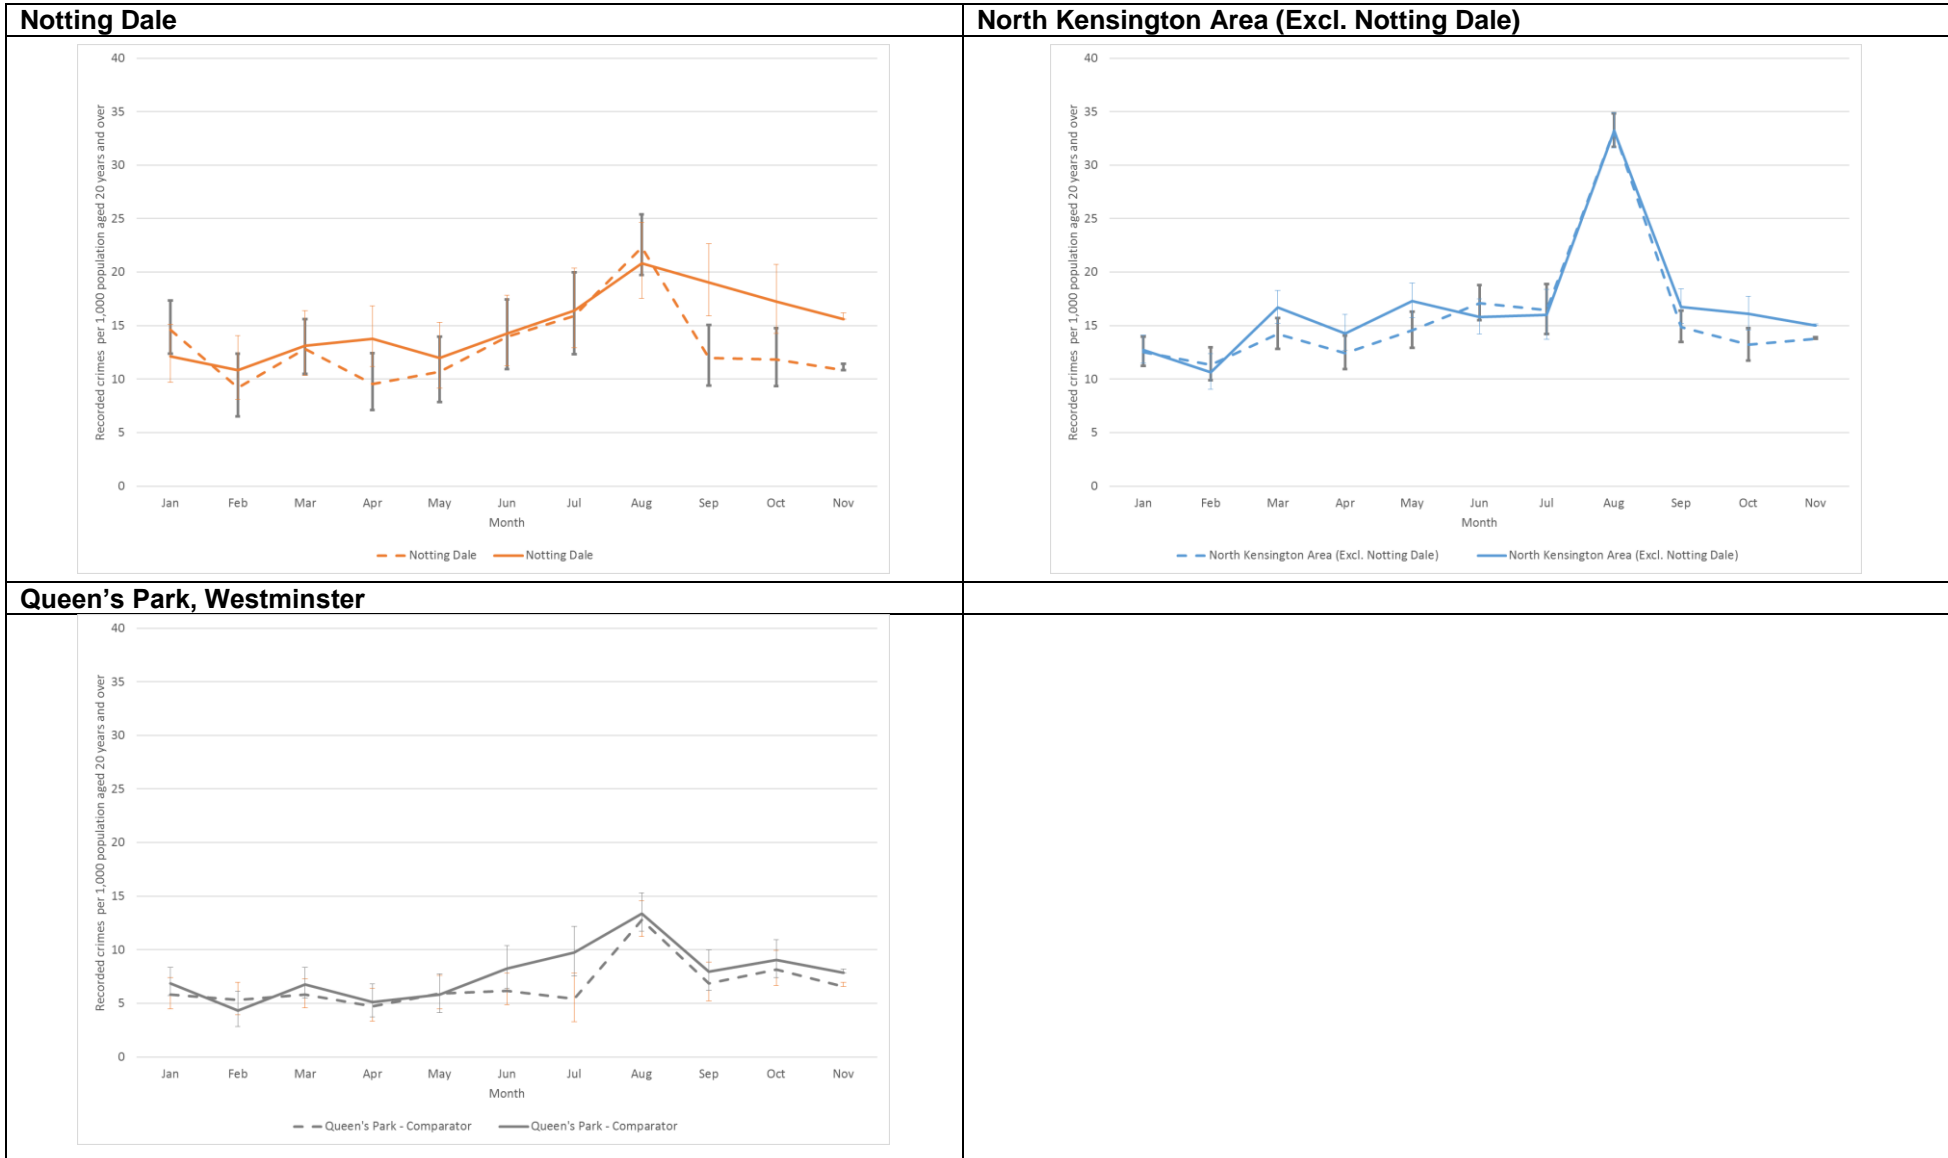 Notting Dale
North Kensington Area (Excl. Notting Dale)
Recorded crimes per 1,000 population aged 20 years and over
40
35
30
25
20
15
10
5
0
Jan Feb Mar Apr May Jun Jul Aug Sep Oct Nov
Month
Notting Dale Notting Dale
Recorded crimes per 1,000 population aged 20 years and over
40
35
30
25
20
15
10
5
0
Jan Feb Mar Apr May Jun Jul Aug Sep Oct Nov
Month
North Kensington Area (Excl. Notting Dale) North Kensington Area (Excl. Notting Dale)
Queen's Park, Westminster
Recorded crimes per 1,000 population aged 20 years and over
40
35
30
25
20
15
10
5
0
Jan Feb Mar Apr May Jun Jul Aug Sep Oct Nov
Month
Queen's Park - Comparator Queen's Park - Comparator